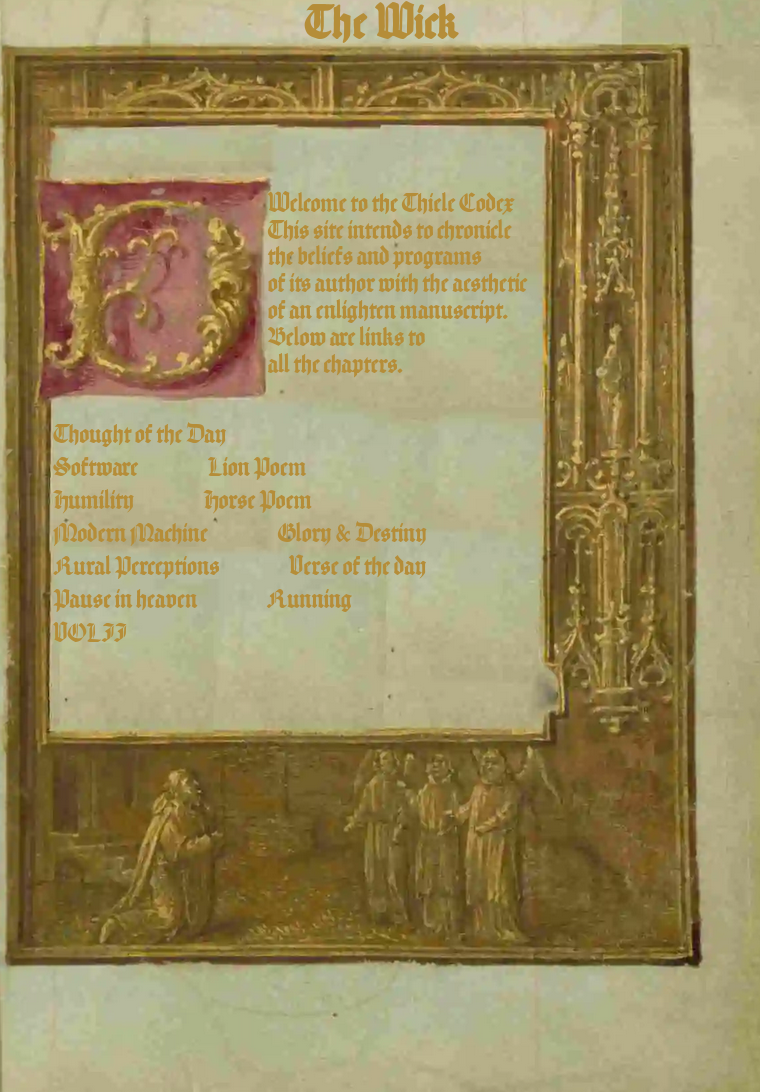 The Wick
D
Welcome to the Thiele Codex
This site intends to chronicle
the beliefs and programs
of its author with the aesthetic
of an enlighten manuscript.
Below are links to
all the chapters.
Thought of the Day
Software Lion Poem
Humility Horse Poem
Modern Machine Glory & Destiny
Rural Perceptions Verse of the day
Pause in heaven Running
VOLII